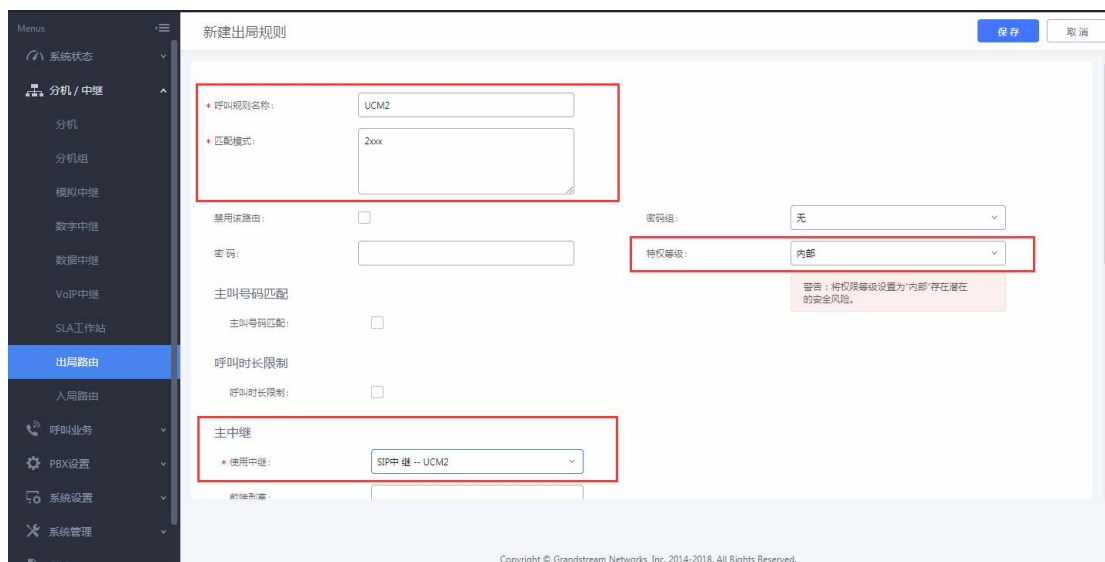 Menus
新建出局规则
保存
取消
系统状态
分机 / 中继
分机
分机组
模拟中继
数字中继
数据中继
VoIP中继
SLA工作站
出局路由
入局路由
呼叫业务
PBX设置
系统设置
系统管理
* 呼叫规则名称:
UCM2
* 匹配模式:
2xxx
禁用该路由:
密码组:
无
密 码:
特权等级:
内部
警告：将权限等级设置为"内部"存在潜在
的安全风险。
主叫号码匹配
主叫号码匹配:
呼叫时长限制
呼叫时长限制:
主中继
* 使用中继:
SIP中 继 -- UCM2
Copyright © Grandstream Networks, Inc. 2014-2018. All Rights Reserved.